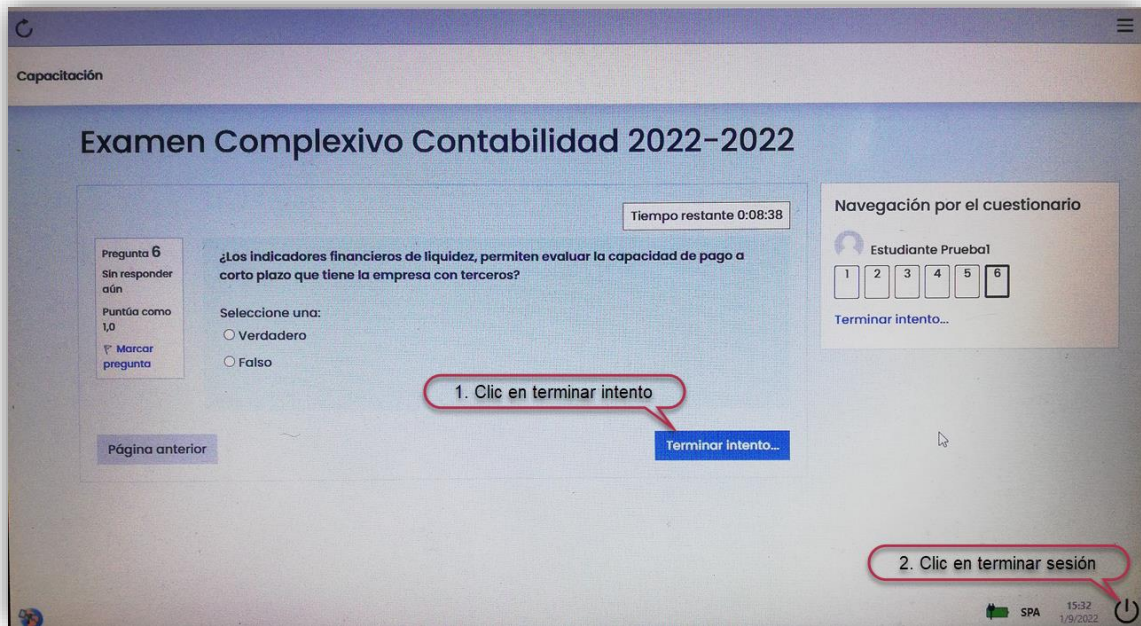 Capacitación
Examen Complexivo Contabilidad 2022-2022
Tiempo restante 0:08:38
Pregunta 6
Sin responder
aún
Puntúa como
1,0
Marcar
pregunta
¿Los indicadores financieros de liquidez, permiten evaluar la capacidad de pago a
corto plazo que tiene la empresa con terceros?
Seleccione una:
Verdadero
Falso
1. Clic en terminar intento
Página anterior
Terminar intento...
Navegación por el cuestionario
Estudiante Prueba1
1 2 3 4 5 6
Terminar intento...
2. Clic en terminar sesión
SPA
15:32
1/9/2022